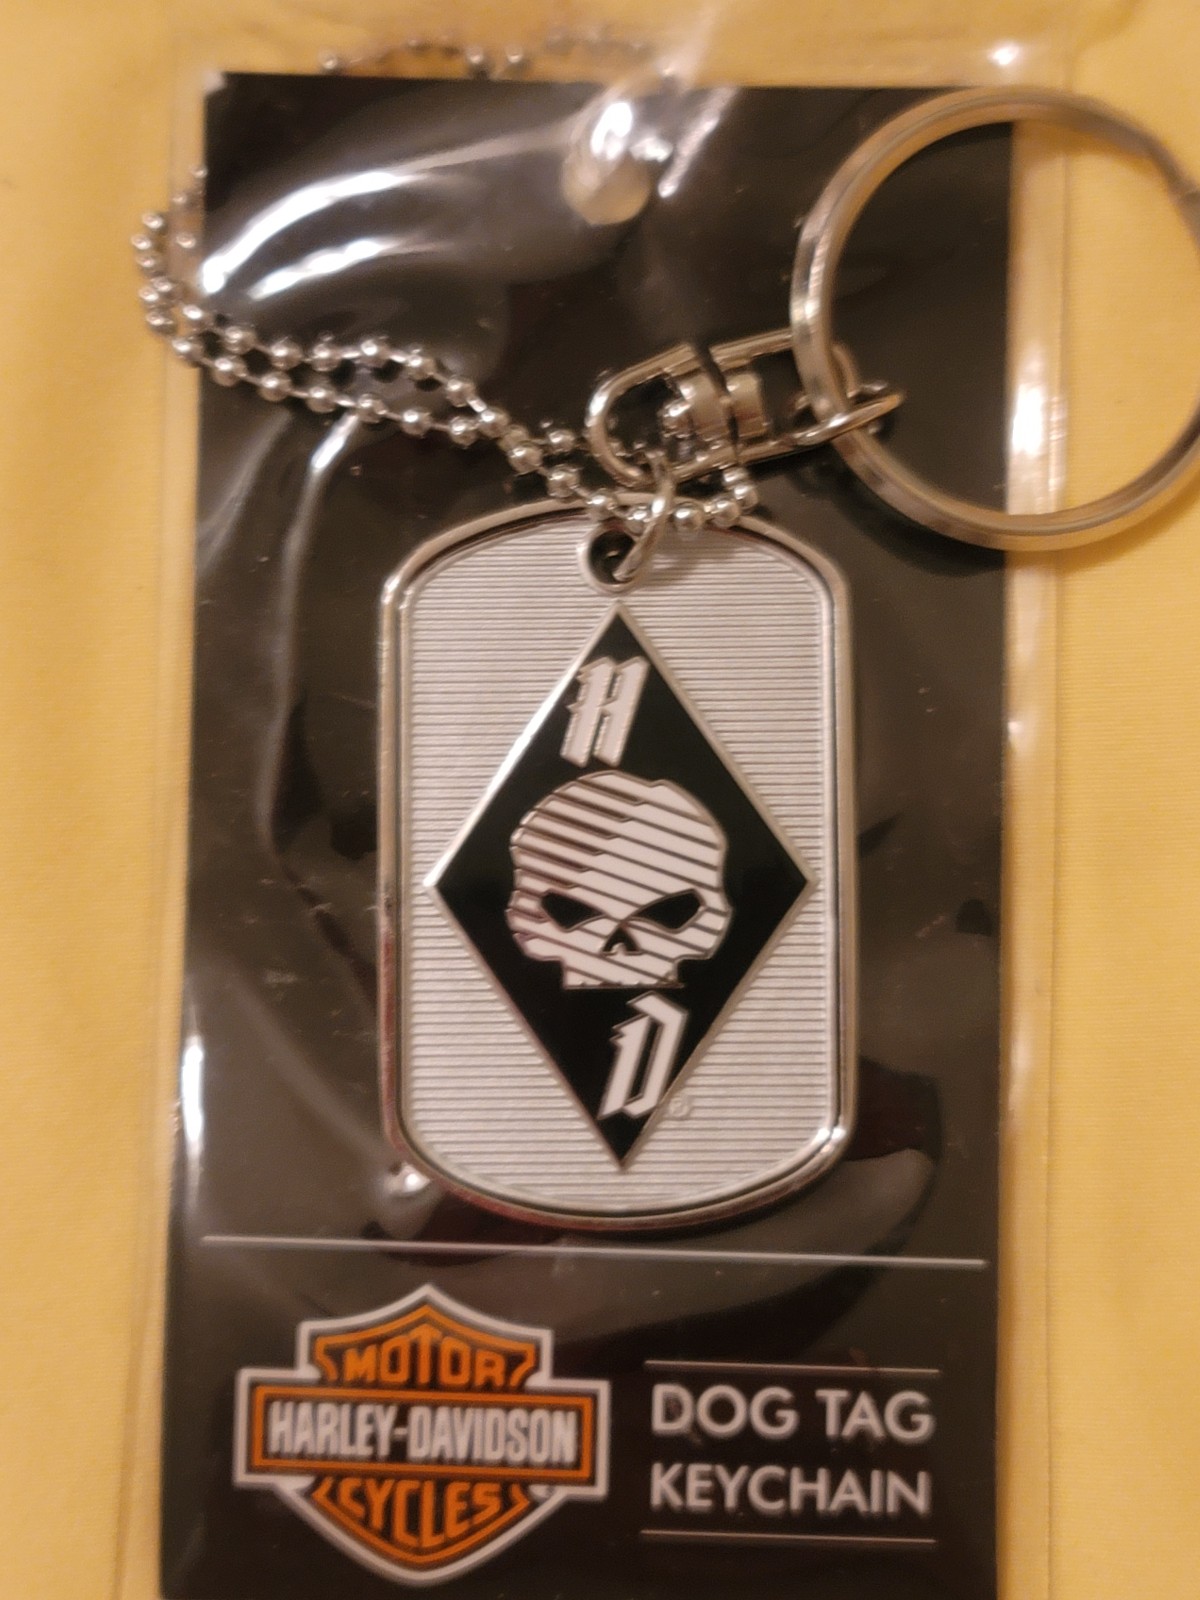 H
D®
MOTOR
HARLEY-DAVIDSON
CYCLES
DOG TAG
KEYCHAIN